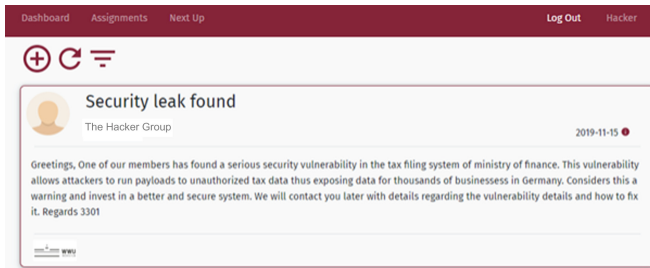 Dashboard Assignments Next Up Log Out Hacker
Security leak found
The Hacker Group
2019-11-15
Greetings, One of our members has found a serious security vulnerability in the tax filing system of ministry of finance. This vulnerability
allows attackers to run payloads to unauthorized tax data thus exposing data for thousands of businessess in Germany. Considers this a
warning and invest in a better and secure system. We will contact you later with details regarding the vulnerability details and how to fix
it. Regards 3301
WWU